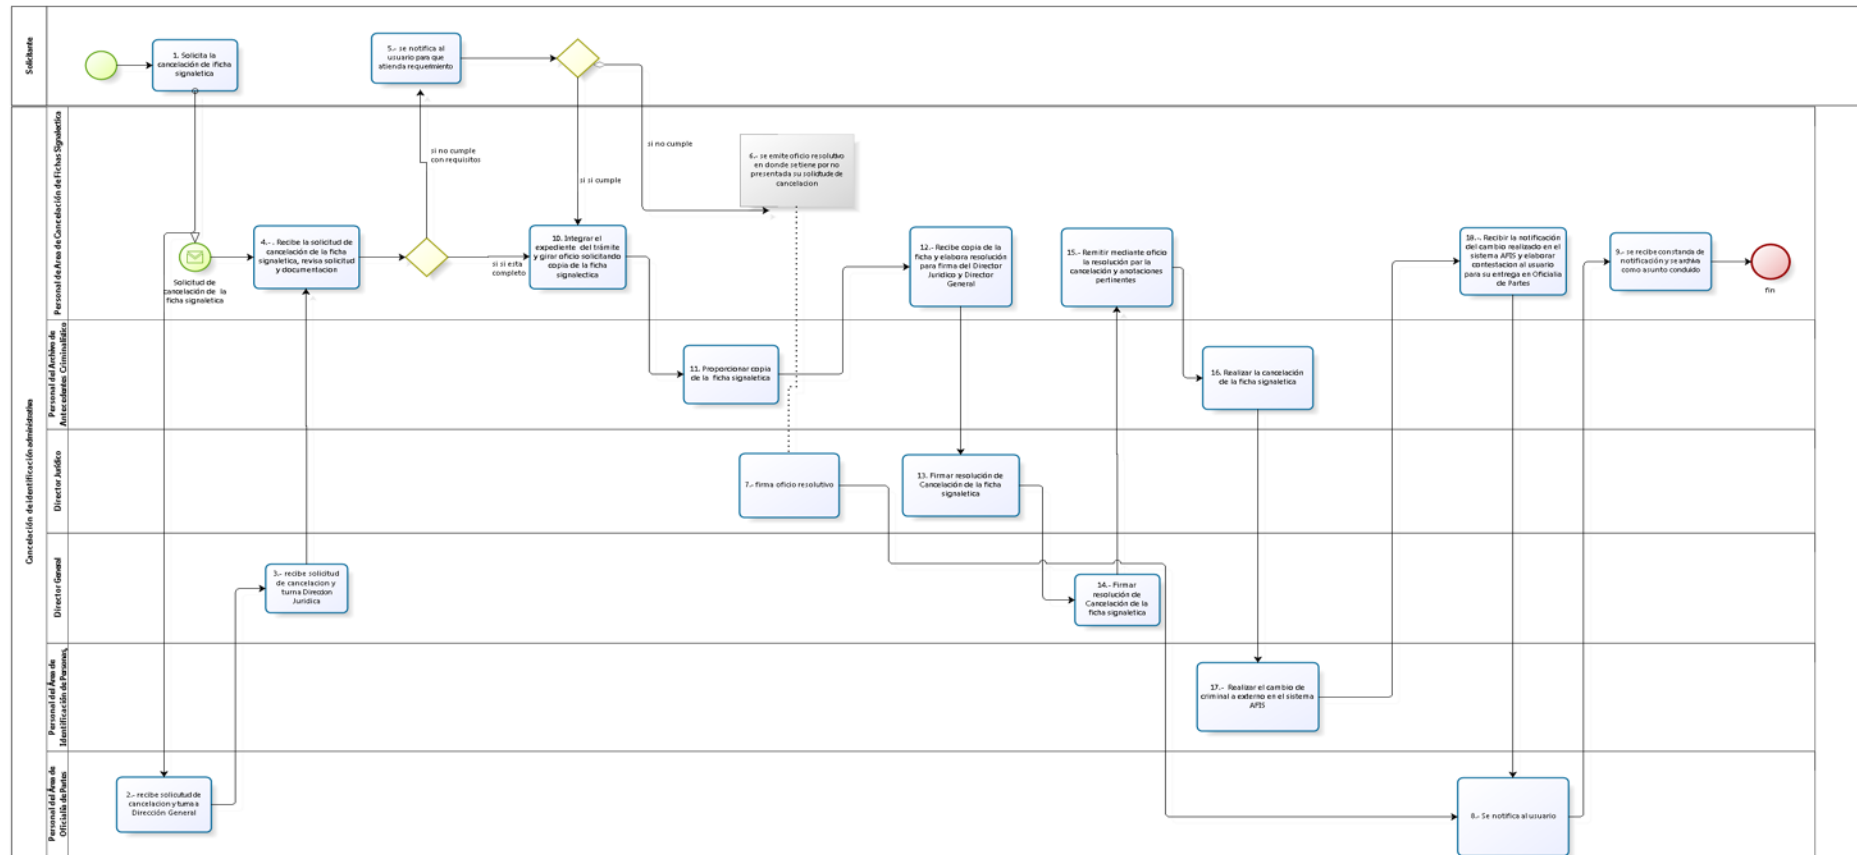 Solicitante
1. Solicita la
cancelación de ificha
signaletica
5.- se notifica al
usuario para que
atienda requerimiento
Cancelación de identificación administrativa
Personal de Area de Cancelación de Fichas Signalectica
si no cumple
con requisitos
si si cumple
si no cumple
6.- se emite oficio resolutivo
en donde se tiene por no
presentada su solicitud de
cancelacion
Solicitud de
cancelación de la
ficha signaletica
4.- . Recibe la solicitud de
cancelación de la ficha
signaletica, revisa solicitud
y documentacion
si si esta
completo
10. Integrar el
expediente del trámite
y girar oficio solicitando
copia de la ficha
signalectica
12.- Recibe copia de la
ficha y elabora resolución
para firma del Director
Jurídico y Director
General
15.- Remitir mediante oficio
la resolución par la
cancelación y anotaciones
pertinentes
18.-. Recibir la notificación
del cambio realizado en el
sistema AFIS y elaborar
contestacion al usuario
para su entrega en Oficialia
de Partes
9.- se recibe constancia de
notificación y se archiva
como asunto concluido
fin
Personal del Archivo de
Antecedentes Criminalístico
11. Proporcionar copia
de la ficha signaletica
16. Realizar la cancelación
de la ficha signaletica
Director Jurídico
7.- firma oficio resolutivo
13. Firmar resolución de
Cancelación de la ficha
signaletica
Director General
3.- recibe solicitud
de cancelacion y
turna Direccion
Juridica
14.- Firmar
resolución de
Cancelación de la
ficha signaletica
Personal del Área de
Identificación de Personas,
17.- Realizar el cambio de
criminal a externo en el sistema
AFIS
Personal del Área de
Oficialia de Partes
2.- recibe solicutud de
cancelacion y turna a
Dirección General
8.- Se notifica al usuario